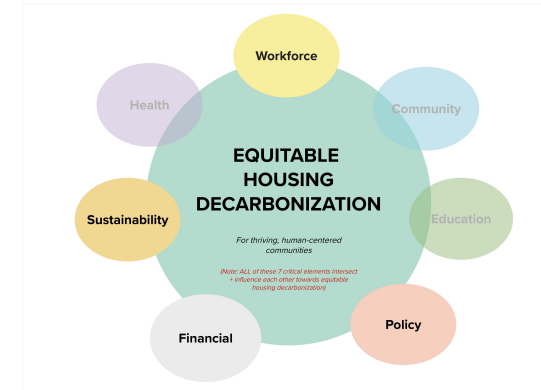 Workforce
Health
Community
EQUITABLE
HOUSING
DECARBONIZATION
Sustainability
Education
For thriving, human-centered
communities
(Note: ALL of these 7 critical elements intersect
+ influence each other towards equitable
housing decarbonization)
Financial
Policy